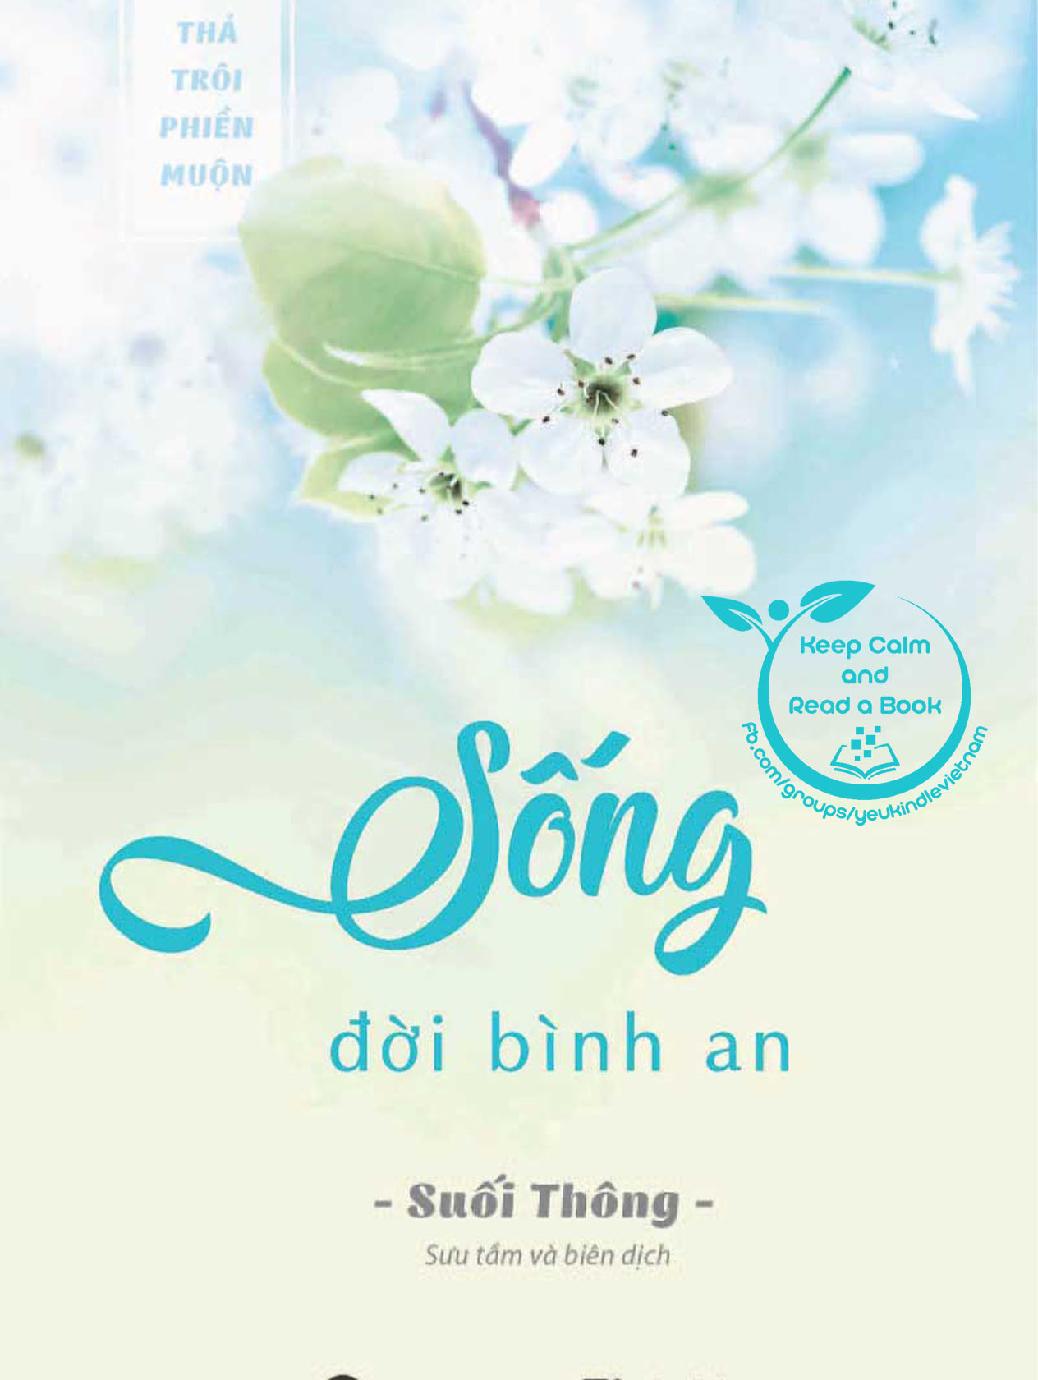 THẢ
TRÔI
PHIỀN
MUỘN
Keep Calm
and
Read a Book
Fb.com/groups/yeukindlevietnam
Sống
đời bình an
- Suối Thông -
Sưu tầm và biên dịch